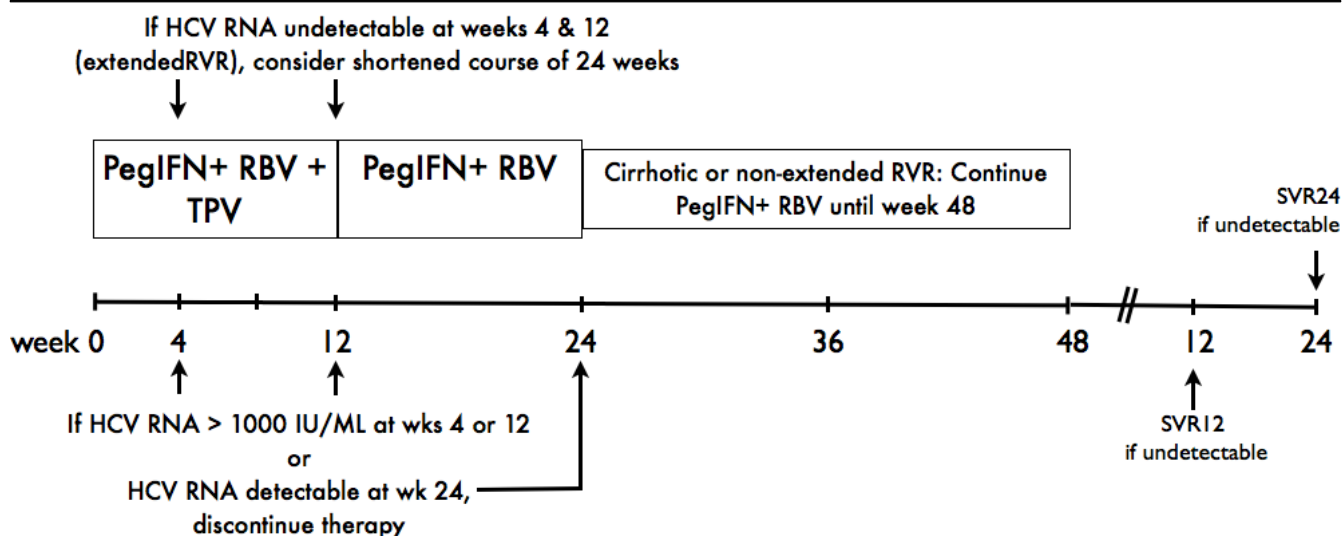 If HCV RNA undetectable at weeks 4 & 12
(extendedRVR), consider shortened course of 24 weeks
PegIFN+ RBV +
TPV
PegIFN+ RBV
Cirrhotic or non-extended RVR: Continue
PegIFN+ RBV until week 48
SVR24
if undetectable
week 0 4 12 24 36 48 12 24
If HCV RNA > 1000 IU/ML at wks 4 or 12
or
HCV RNA detectable at wk 24,
discontinue therapy
SVR12
if undetectable